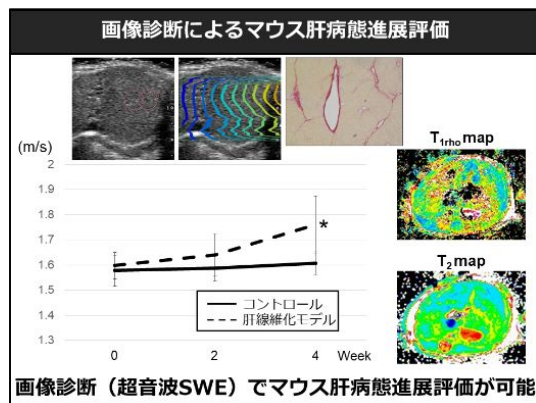 画像診断によるマウス肝病態進展評価
(m/s)
2
1.9
1.8
1.7
1.6
1.5
1.4
1.3
*
コントロール
肝線維化モデル
0 2 4 Week
T1rho map
T2 map
画像診断（超音波SWE）でマウス肝病態進展評価が可能